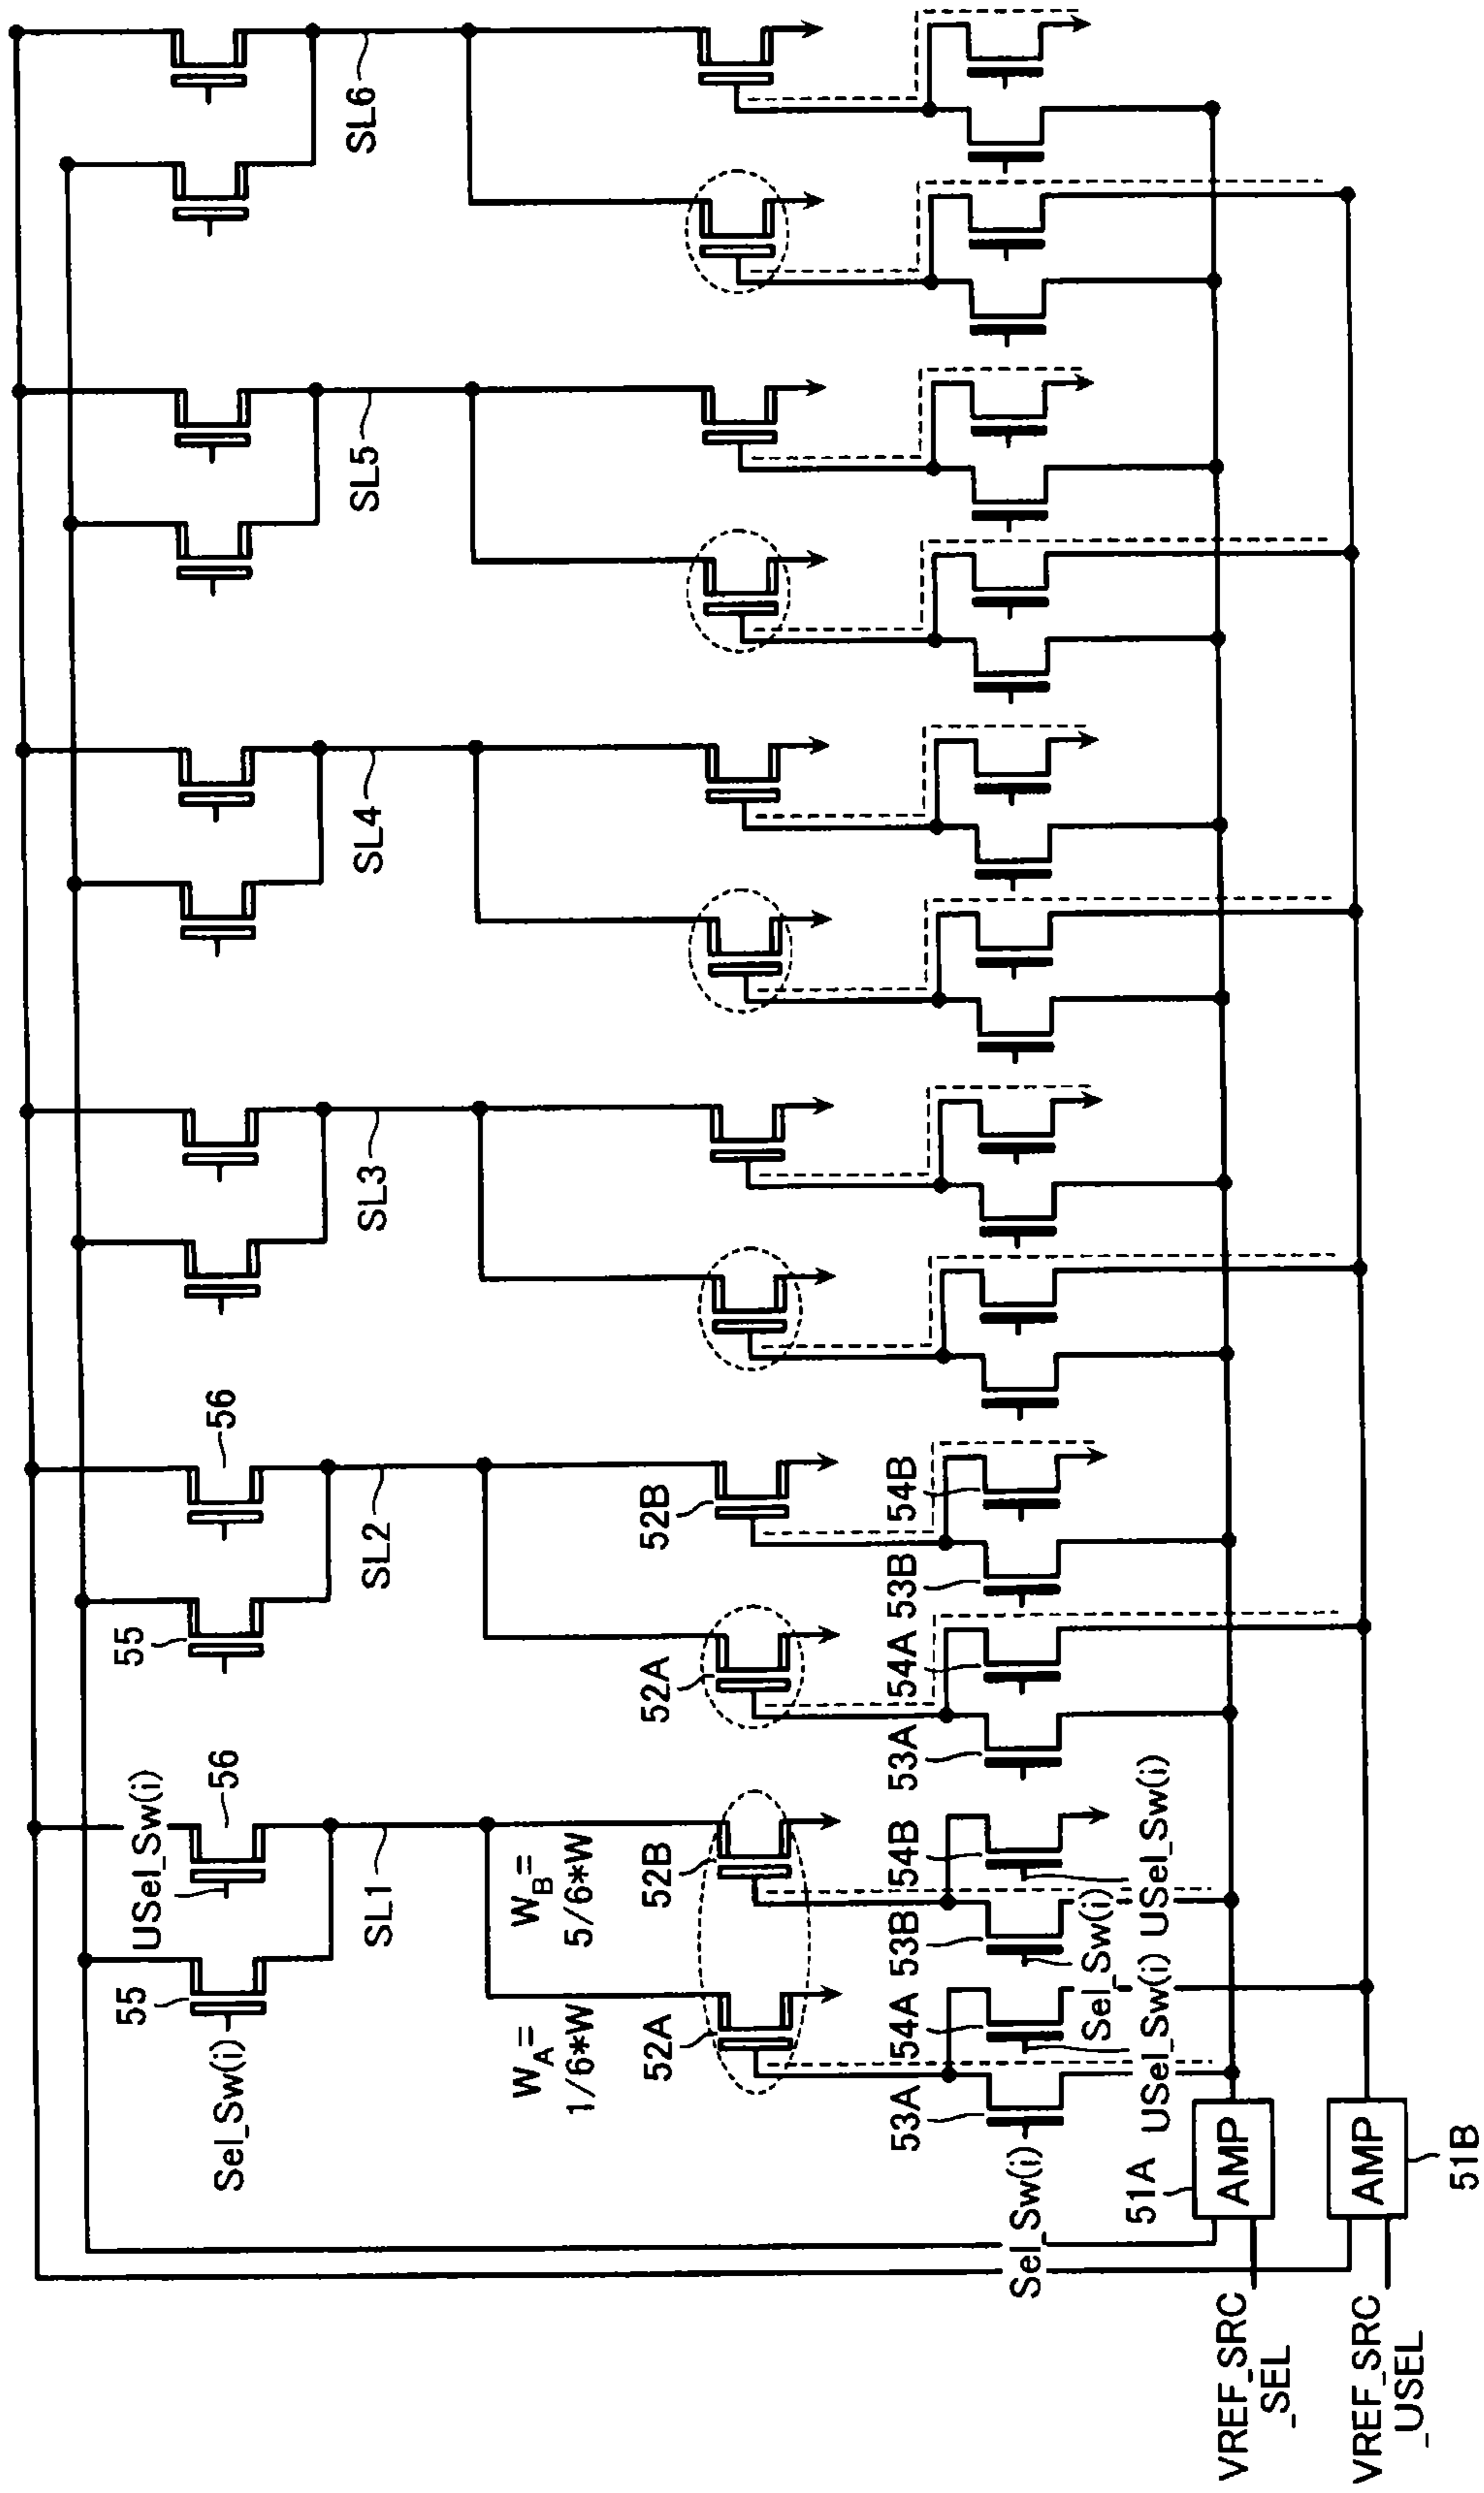 SL1
SL2
SL3
SL4
SL5
SL6
55
56
55
56
Sel_Sw(i)
USel_Sw(i)
WA=
1/6*W
WB=
5/6*W
52A
52B
52A
52B
53A
54A
53B
54B
53A
54A
53B
54B
Sel_Sw(i)
Sel_Sw(i)
USel_Sw(i)
Sel_Sw(i)
USel_Sw(i)
51A
AMP
AMP
51B
VREF_SRC
_SEL
VREF_SRC
_USEL